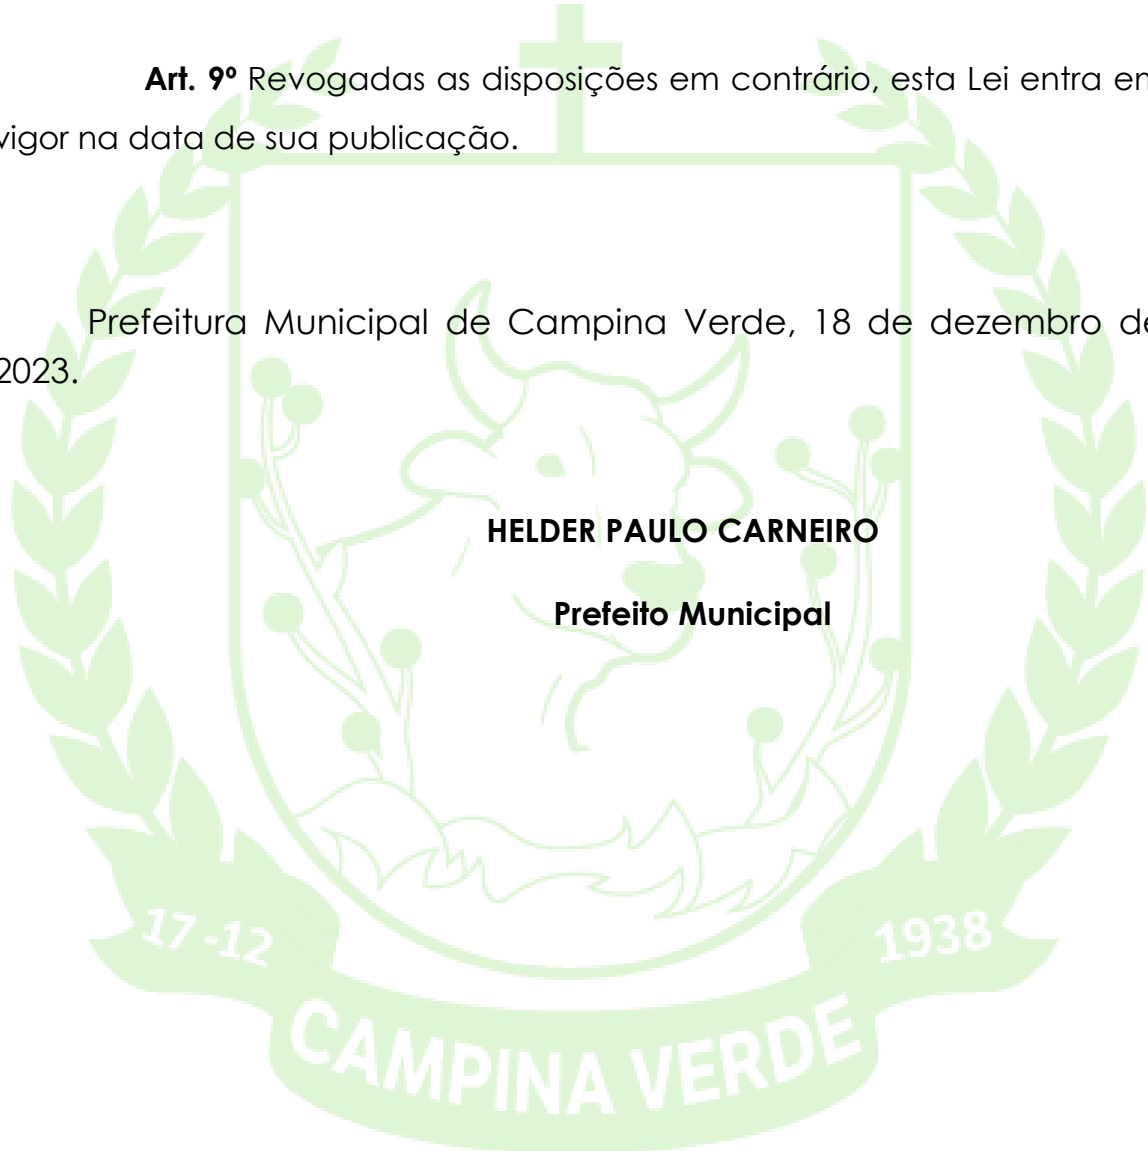 Art. 9º Revogadas as disposições em contrário, esta Lei entra em
vigor na data de sua publicação.
Prefeitura Municipal de Campina Verde, 18 de dezembro de
2023.
HELDER PAULO CARNEIRO
Prefeito Municipal
17-12
1938
CAMPINA VERDE